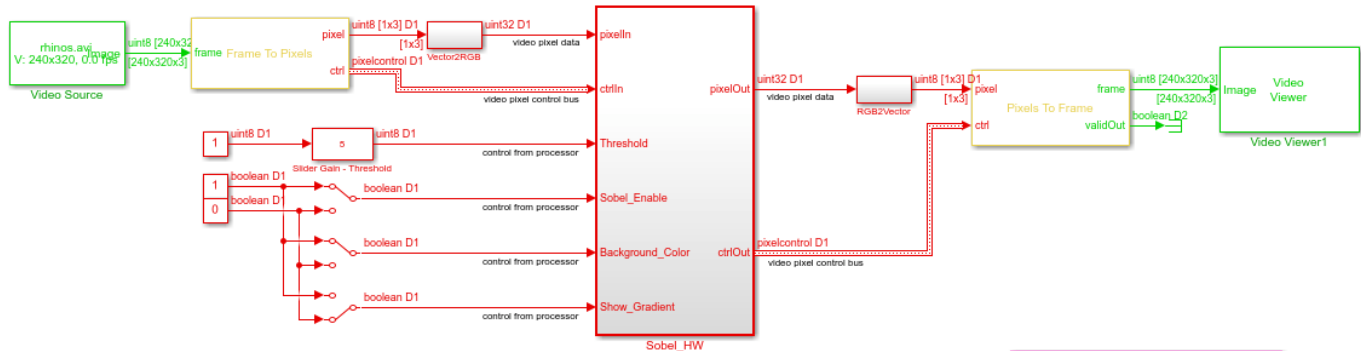 rhinos.avi
V: 240x320, 0.0 fps
Image
Video Source
uint8 [240x32
[240x320x3]
frame
Frame To Pixels
pixel
ctrl
uint8 [1x3] D1
[1x3]
Vector2RGB
uint32 D1
video pixel data
pixelcontrol D1
video pixel control bus
pixelIn
ctrlIn
Threshold
Sobel_Enable
Background_Color
Show_Gradient
pixelOut
ctrlOut
Sobel_HW
1
uint8 D1
5
uint8 D1
Slider Gain - Threshold
control from processor
1
boolean D1
0
boolean D1
boolean D1
control from processor
boolean D1
control from processor
boolean D1
control from processor
uint32 D1
video pixel data
RGB2Vector
uint8 [1x3] D1
[1x3]
pixelcontrol D1
video pixel control bus
pixel
ctrl
Pixels To Frame
frame
validOut
uint8 [240x320x3]
[240x320x3]
boolean D2
Image
Video
Viewer
Video Viewer1